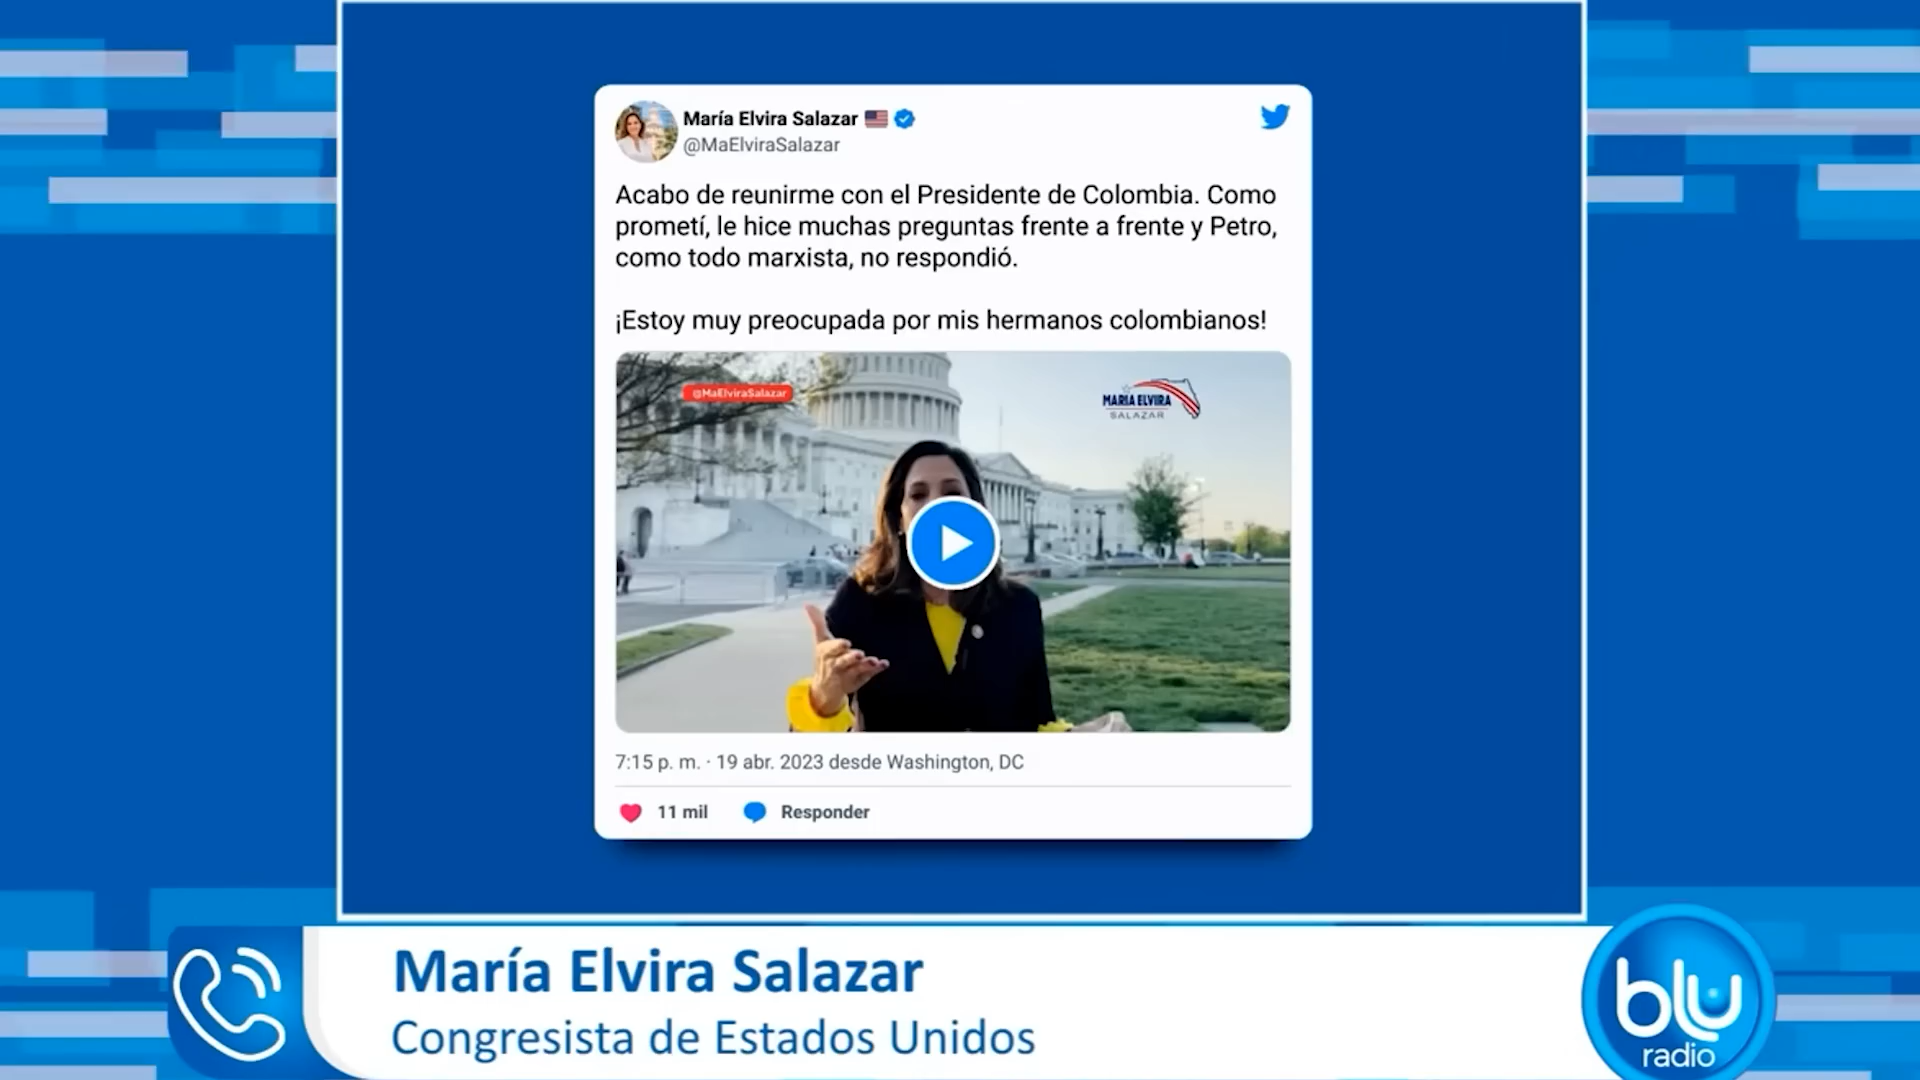 María Elvira Salazar
@MaElviraSalazar
Acabo de reunirme con el Presidente de Colombia. Como
prometí, le hice muchas preguntas frente a frente y Petro,
como todo marxista, no respondió.
¡Estoy muy preocupada por mis hermanos colombianos!
@MaElviraSalazar
MARIA ELVIRA
SALAZAR
7:15 p. m. · 19 abr. 2023 desde Washington, DC
11 mil
Responder
María Elvira Salazar
Congresista de Estados Unidos
blu
radio